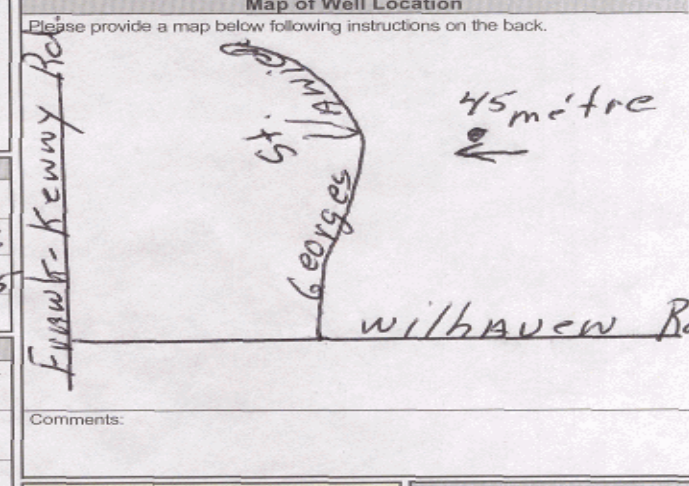 Map of Well Location
Please provide a map below following instructions on the back.
Frank-Kenny Rd
Georges
St.
45 mètre
Wilhaven Rd
Comments: